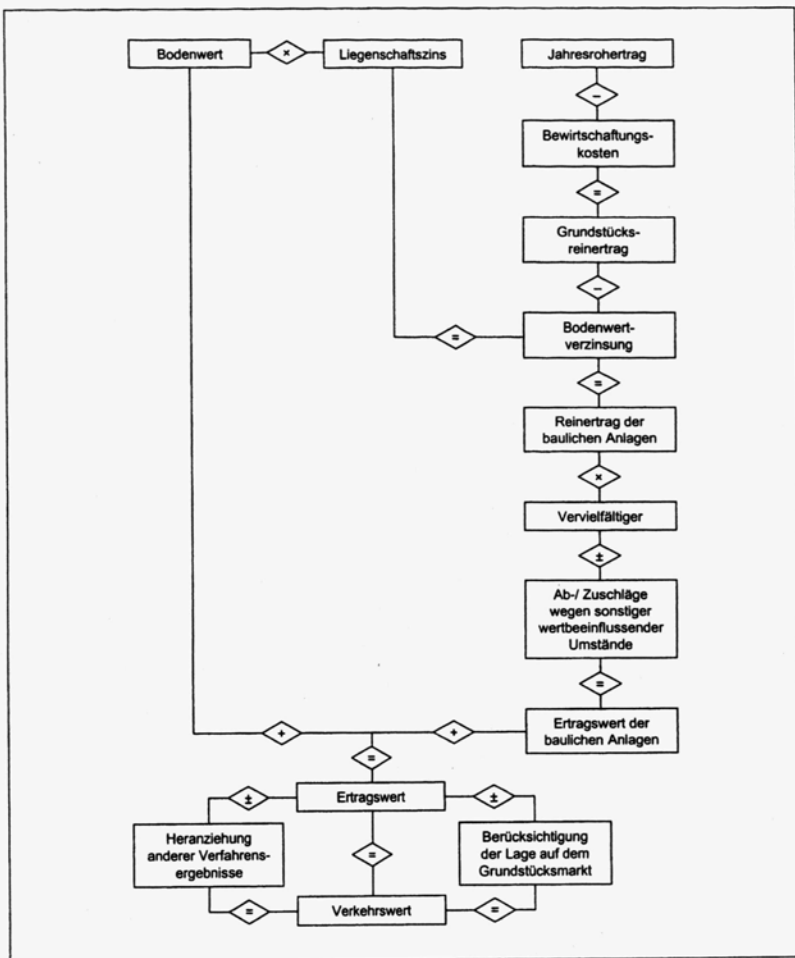 Bodenwert
×
Liegenschaftszins
Jahresrohertrag
–
Bewirtschaftungs-
kosten
=
Grundstücks-
reinertrag
–
Bodenwert-
verzinsung
=
=
Reinertrag der
baulichen Anlagen
×
Vervielfältiger
±
Ab-/ Zuschläge
wegen sonstiger
wertbeeinflussender
Umstände
=
Ertragswert der
baulichen Anlagen
+
+
=
Ertragswert
±
±
Heranziehung
anderer Verfahrens-
ergebnisse
=
Berücksichtigung
der Lage auf dem
Grundstücksmarkt
=
Verkehrswert
=